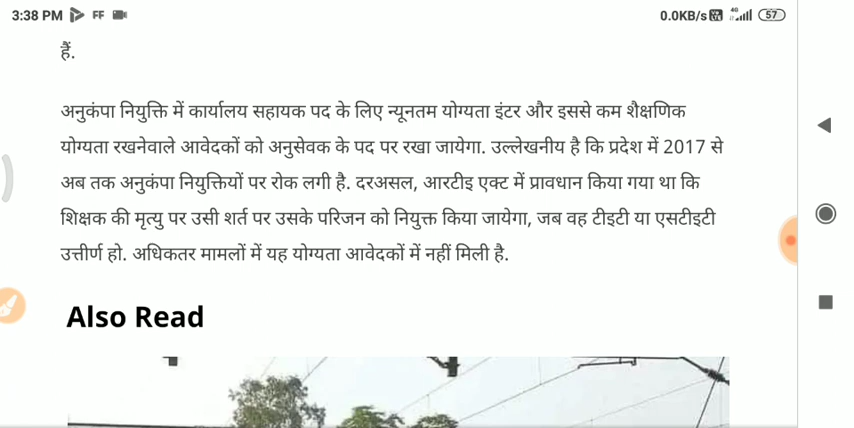 3:38 PM FF 0.0KB/s 4G 57
हैं.
अनुकंपा नियुक्ति में कार्यालय सहायक पद के लिए न्यूनतम योग्यता इंटर और इससे कम शैक्षणिक
योग्यता रखनेवाले आवेदकों को अनुसेवक के पद पर रखा जायेगा. उल्लेखनीय है कि प्रदेश में 2017 से
अब तक अनुकंपा नियुक्तियों पर रोक लगी है. दरअसल, आरटीइ एक्ट में प्रावधान किया गया था कि
शिक्षक की मृत्यु पर उसी शर्त पर उसके परिजन को नियुक्त किया जायेगा, जब वह टीइटी या एसटीइटी
उत्तीर्ण हो. अधिकतर मामलों में यह योग्यता आवेदकों में नहीं मिली है.
Also Read